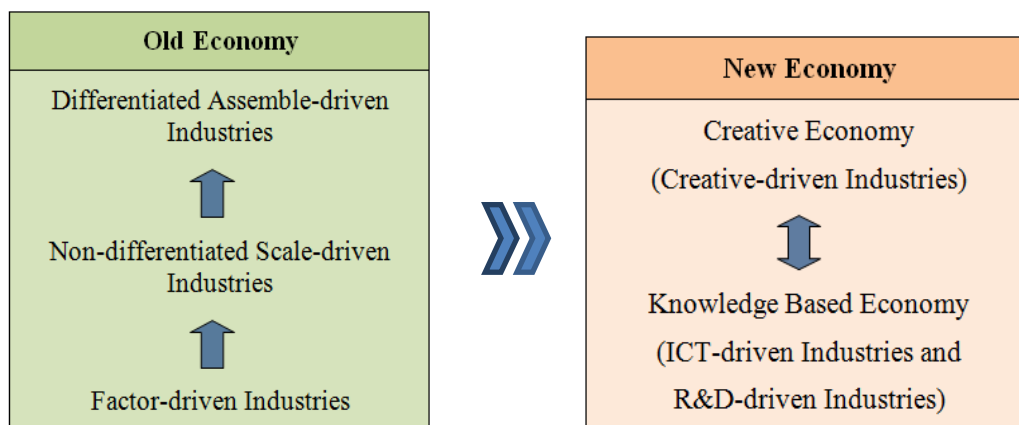 Old Economy
Differentiated Assemble-driven
Industries
Non-differentiated Scale-driven
Industries
Factor-driven Industries
New Economy
Creative Economy
(Creative-driven Industries)
Knowledge Based Economy
(ICT-driven Industries and
R&D-driven Industries)